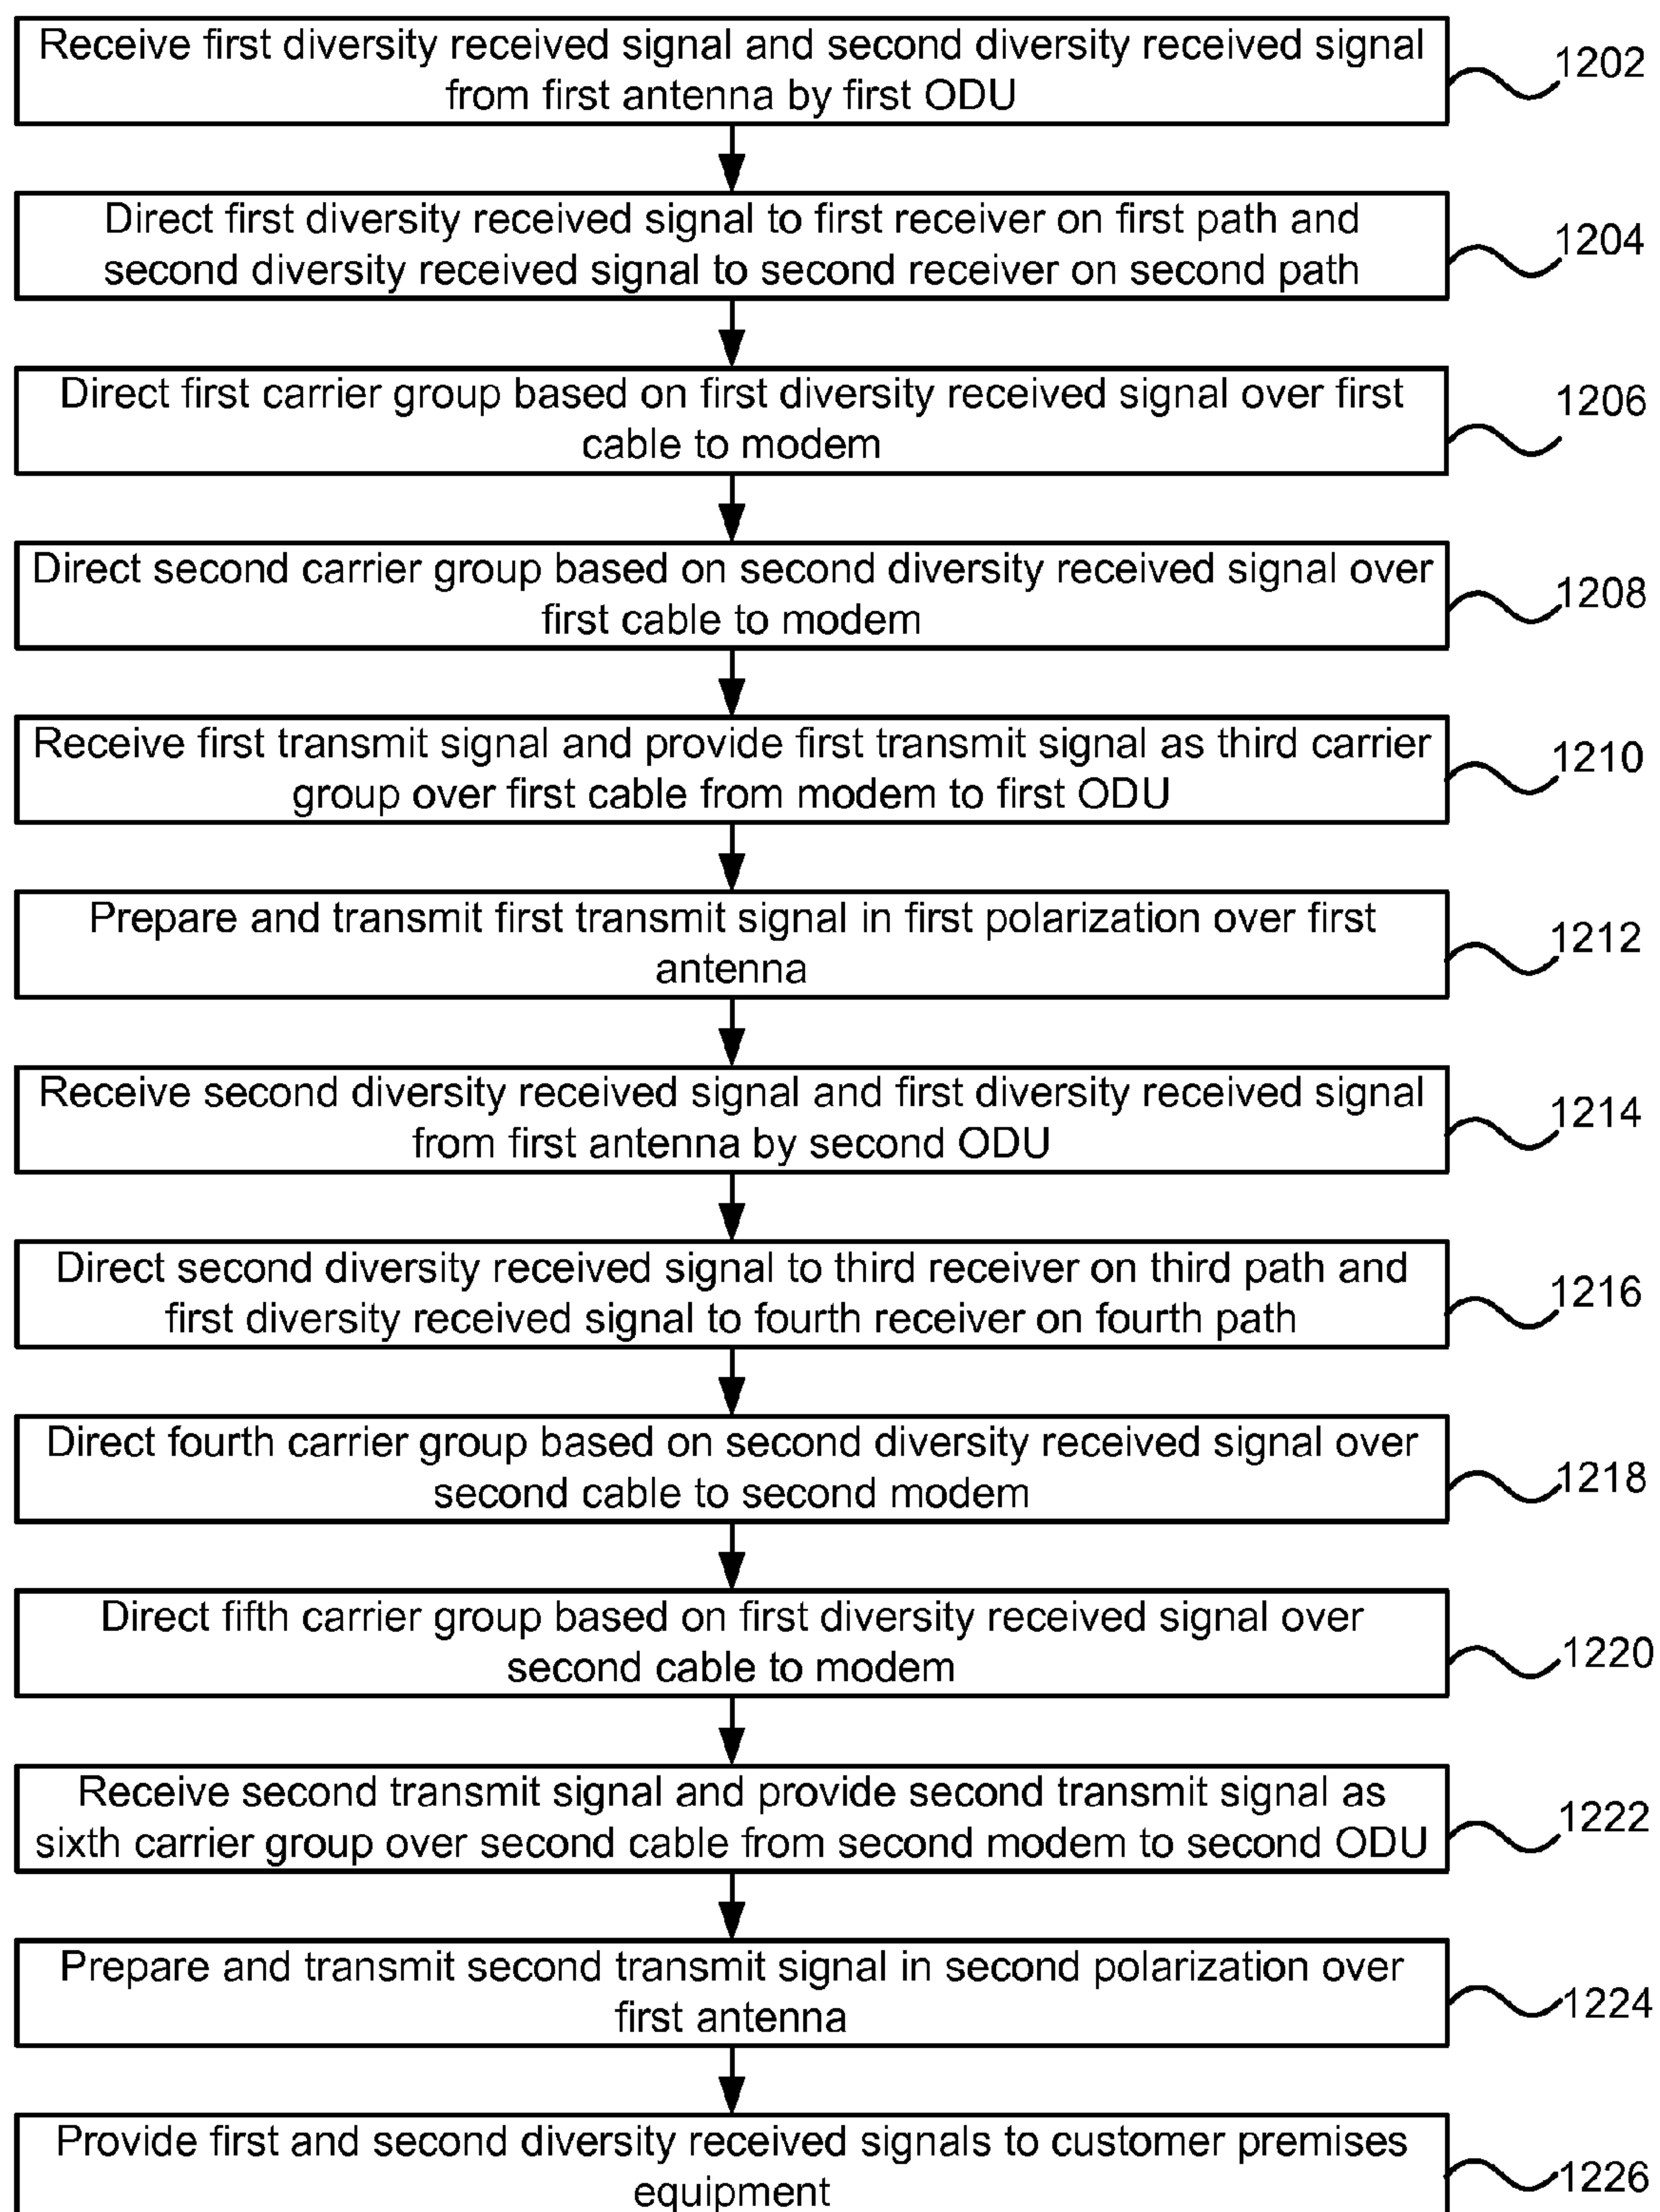 Receive first diversity received signal and second diversity received signal
from first antenna by first ODU
1202
Direct first diversity received signal to first receiver on first path and
second diversity received signal to second receiver on second path
1204
Direct first carrier group based on first diversity received signal over first
cable to modem
1206
Direct second carrier group based on second diversity received signal over
first cable to modem
1208
Receive first transmit signal and provide first transmit signal as third carrier
group over first cable from modem to first ODU
1210
Prepare and transmit first transmit signal in first polarization over first
antenna
1212
Receive second diversity received signal and first diversity received signal
from first antenna by second ODU
1214
Direct second diversity received signal to third receiver on third path and
first diversity received signal to fourth receiver on fourth path
1216
Direct fourth carrier group based on second diversity received signal over
second cable to second modem
1218
Direct fifth carrier group based on first diversity received signal over
second cable to modem
1220
Receive second transmit signal and provide second transmit signal as
sixth carrier group over second cable from second modem to second ODU
1222
Prepare and transmit second transmit signal in second polarization over
first antenna
1224
Provide first and second diversity received signals to customer premises
equipment
1226